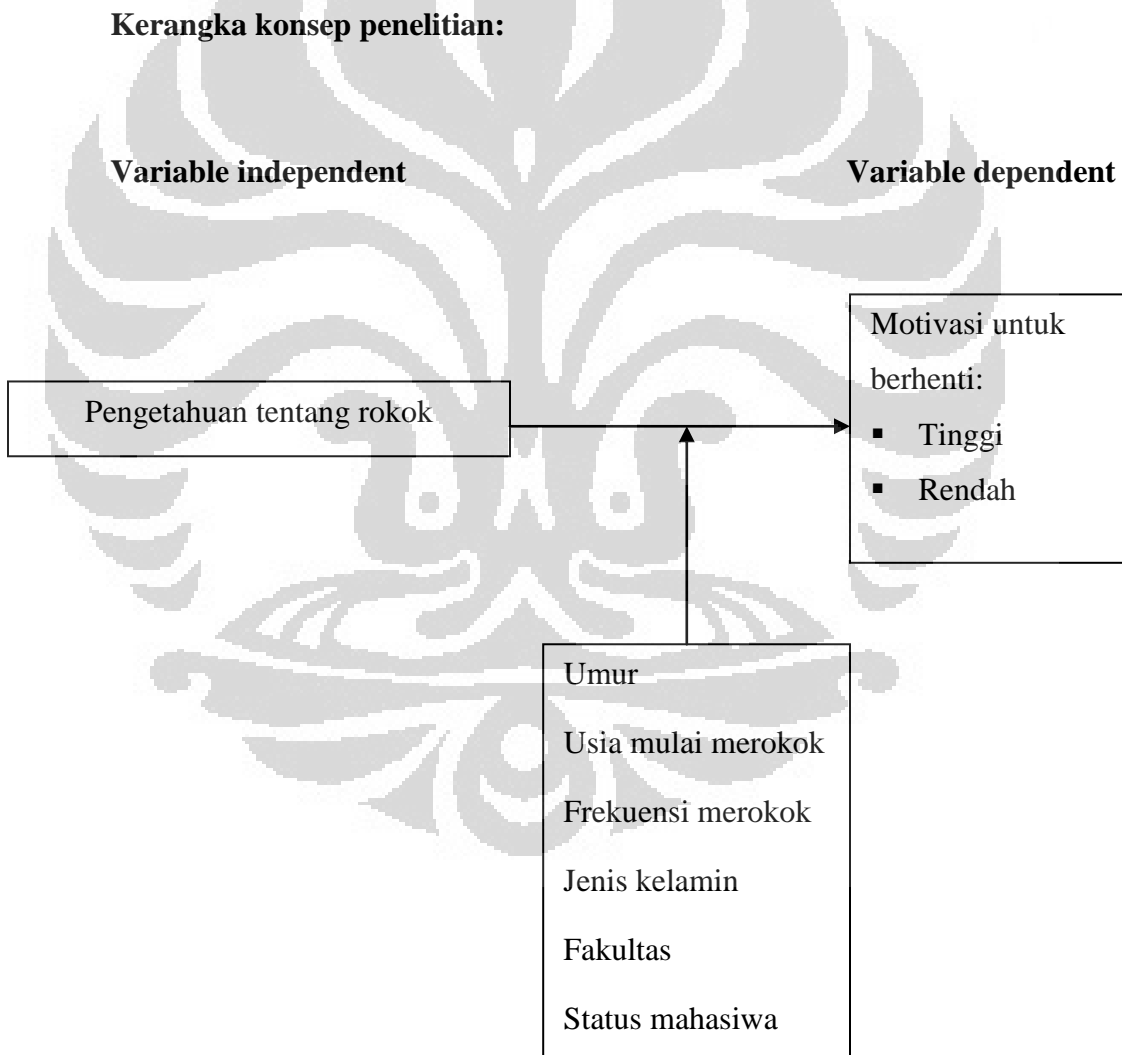 Kerangka konsep penelitian:
Variable independent
Variable dependent
Motivasi untuk
berhenti:
▪ Tinggi
▪ Rendah
Pengetahuan tentang rokok
Umur
Usia mulai merokok
Frekuensi merokok
Jenis kelamin
Fakultas
Status mahasiwa